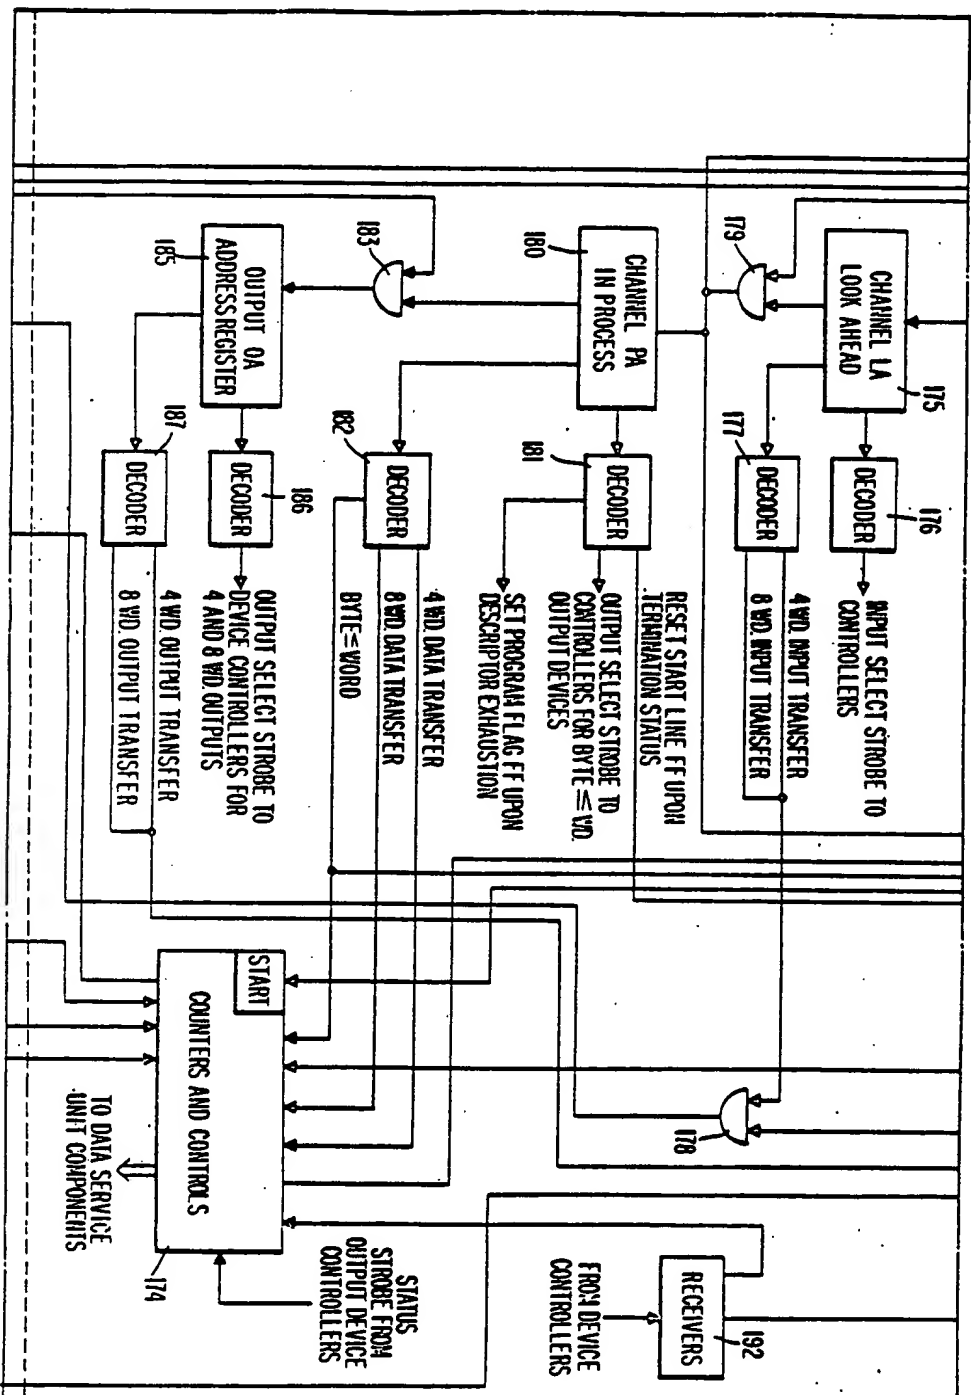 CHANNEL LA
LOOK AHEAD
175
DECODER
176
INPUT SELECT STROBE TO
CONTROLLERS
179
177
DECODER
4 WD. INPUT TRANSFER
8 WD. INPUT TRANSFER
178
RECEIVERS
192
FROM DEVICE
CONTROLLERS
CHANNEL PA
IN PROCESS
180
181
DECODER
RESET START LINE FF UPON
TERMINATION STATUS
OUTPUT SELECT STROBE TO
CONTROLLERS FOR BYTE ≤ WD.
OUTPUT DEVICES
SET PROGRAM FLAG FF UPON
DESCRIPTOR EXHAUSTION
183
182
DECODER
4 WD. DATA TRANSFER
8 WD. DATA TRANSFER
BYTE ≤ WORD
STATUS
STROBE FROM
OUTPUT DEVICE
CONTROLLERS
OUTPUT OA
ADDRESS REGISTER
185
DECODER
186
OUTPUT SELECT STROBE TO
DEVICE CONTROLLERS FOR
4 AND 8 WD. OUTPUTS
187
DECODER
4 WD. OUTPUT TRANSFER
8 WD. OUTPUT TRANSFER
START
COUNTERS AND CONTROLS
174
TO DATA SERVICE
UNIT COMPONENTS